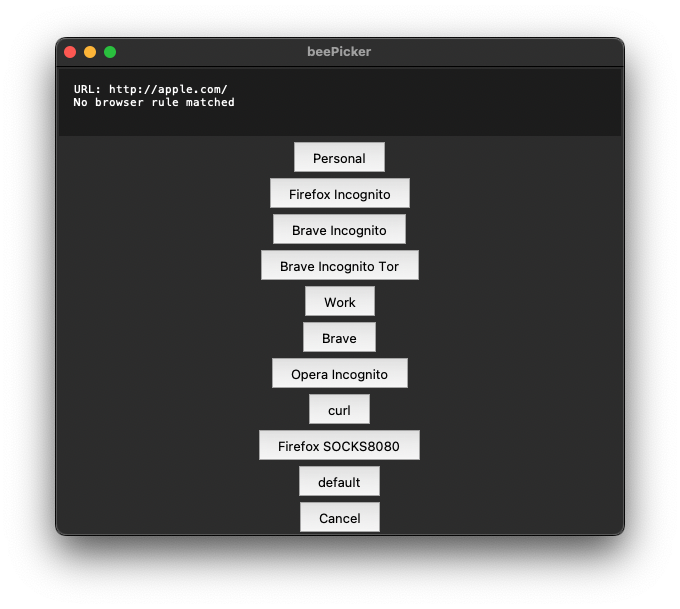 beePicker
URL: http://apple.com/
No browser rule matched
Personal
Firefox Incognito
Brave Incognito
Brave Incognito Tor
Work
Brave
Opera Incognito
curl
Firefox SOCKS8080
default
Cancel